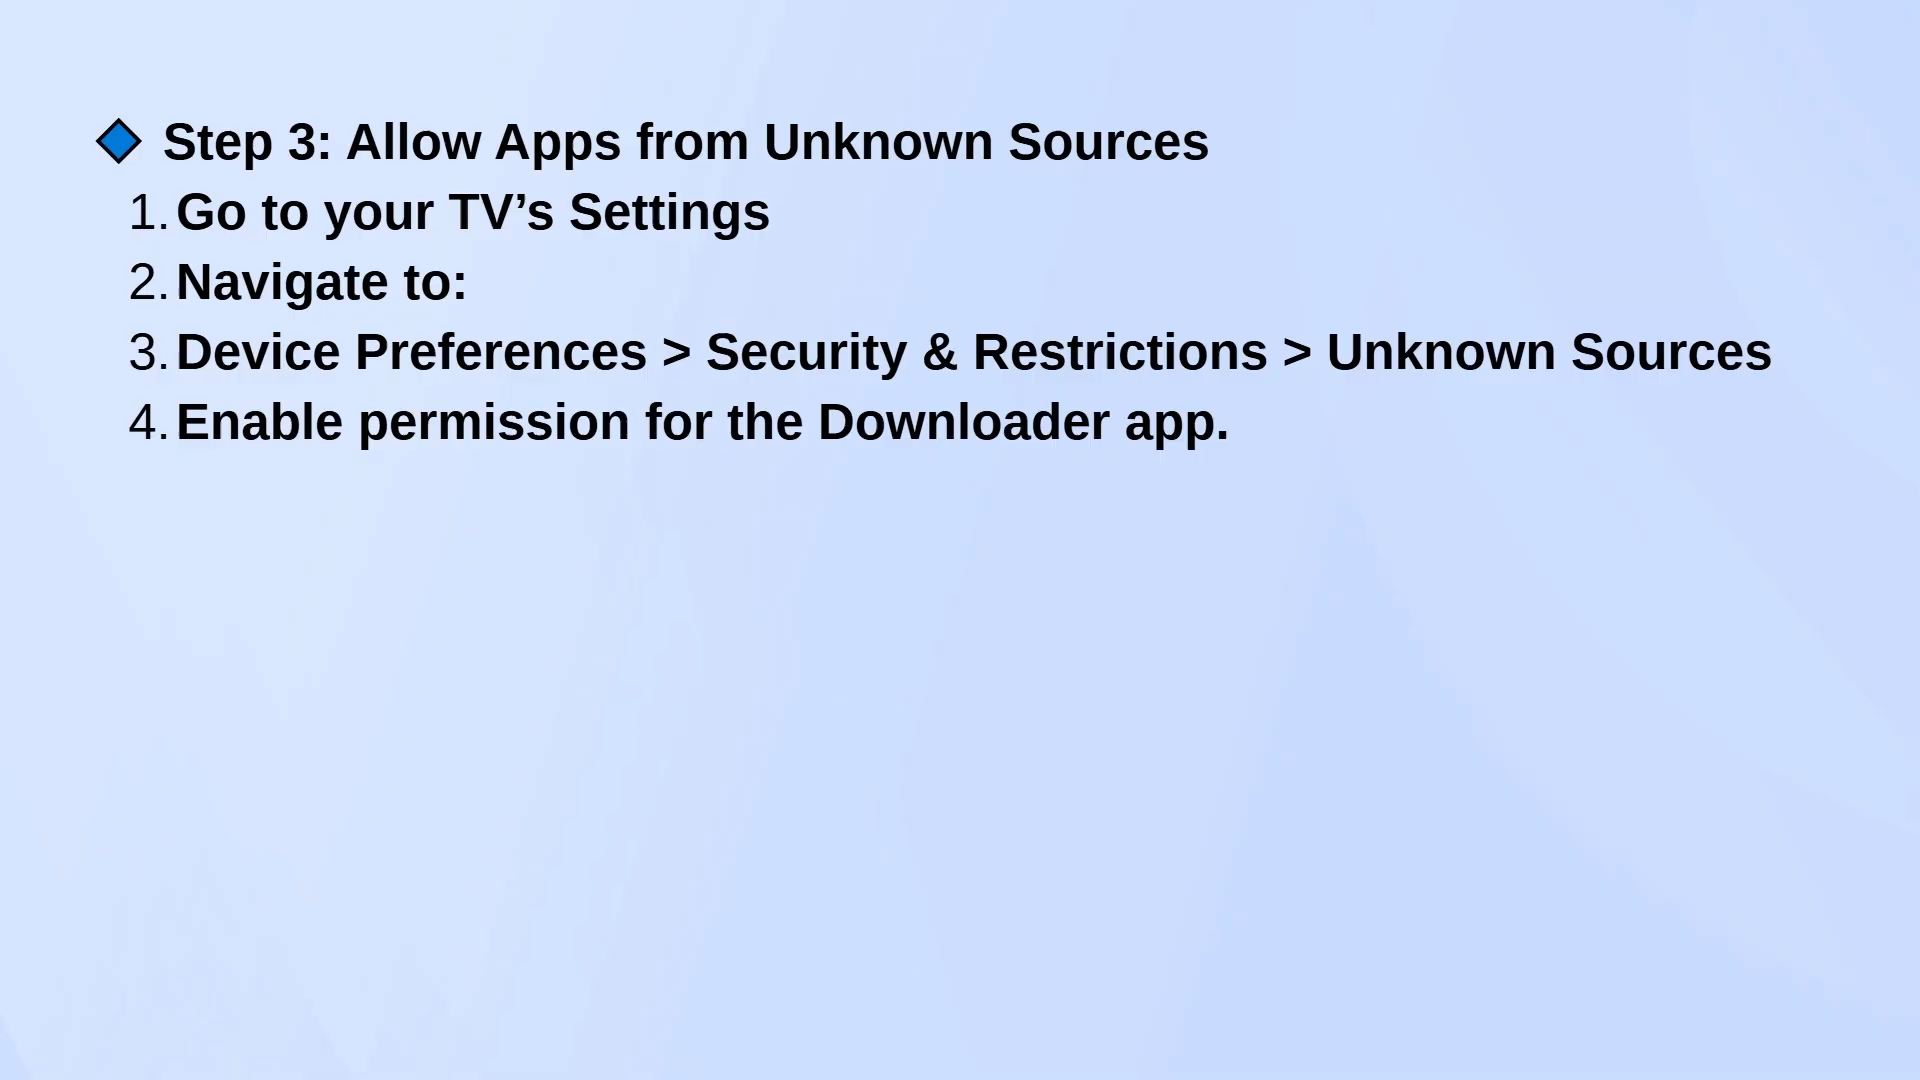 Step 3: Allow Apps from Unknown Sources
1. Go to your TV’s Settings
2. Navigate to:
3. Device Preferences > Security & Restrictions > Unknown Sources
4. Enable permission for the Downloader app.